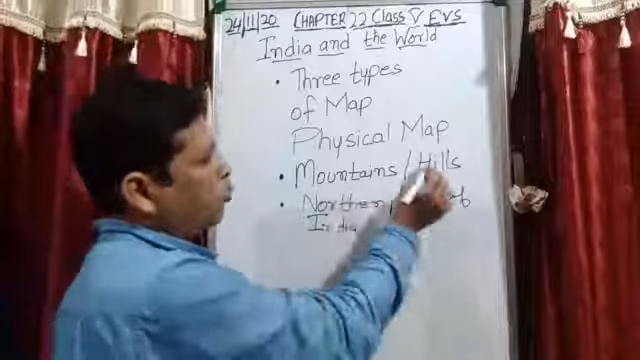 24/11/20 CHAPTER 22 Class V EVS
India and the World
• Three types
of Map
Physical Map
• Mountains / Hills
• Northern of
India